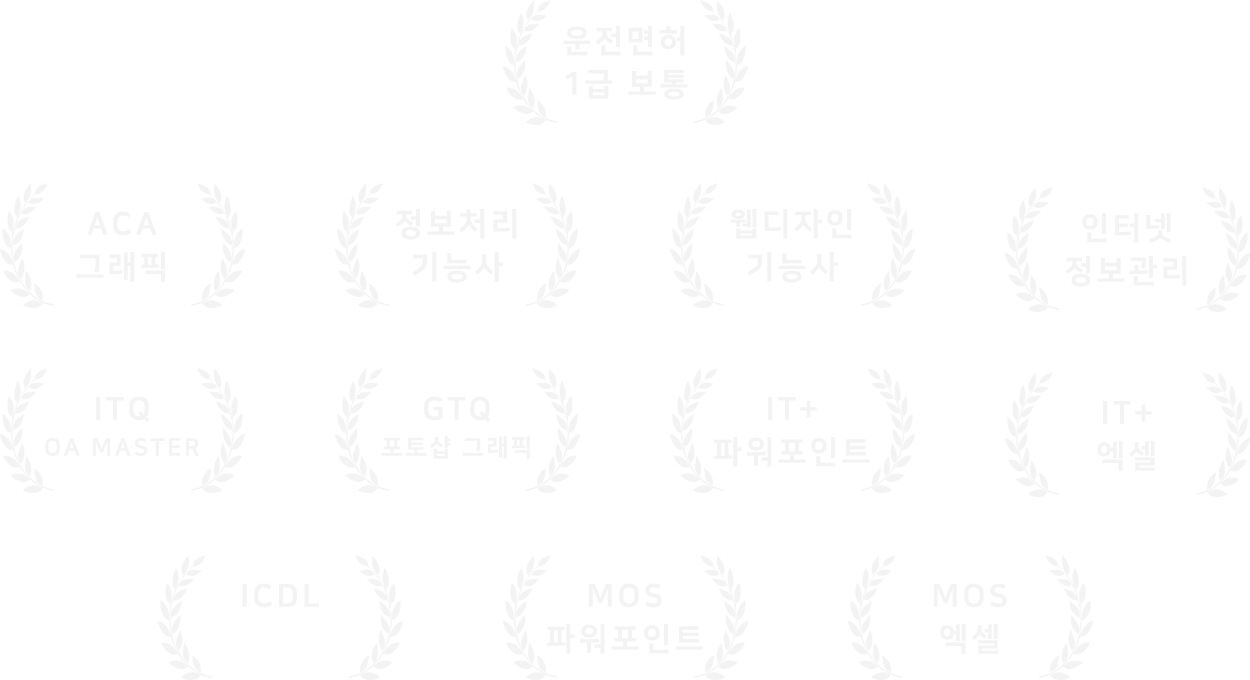 운전면허
1급 보통
ACA
그래픽
정보처리
기능사
웹디자인
기능사
인터넷
정보관리
ITQ
OA MASTER
GTQ
포토샵 그래픽
IT+
파워포인트
IT+
엑셀
ICDL
MOS
파워포인트
MOS
엑셀